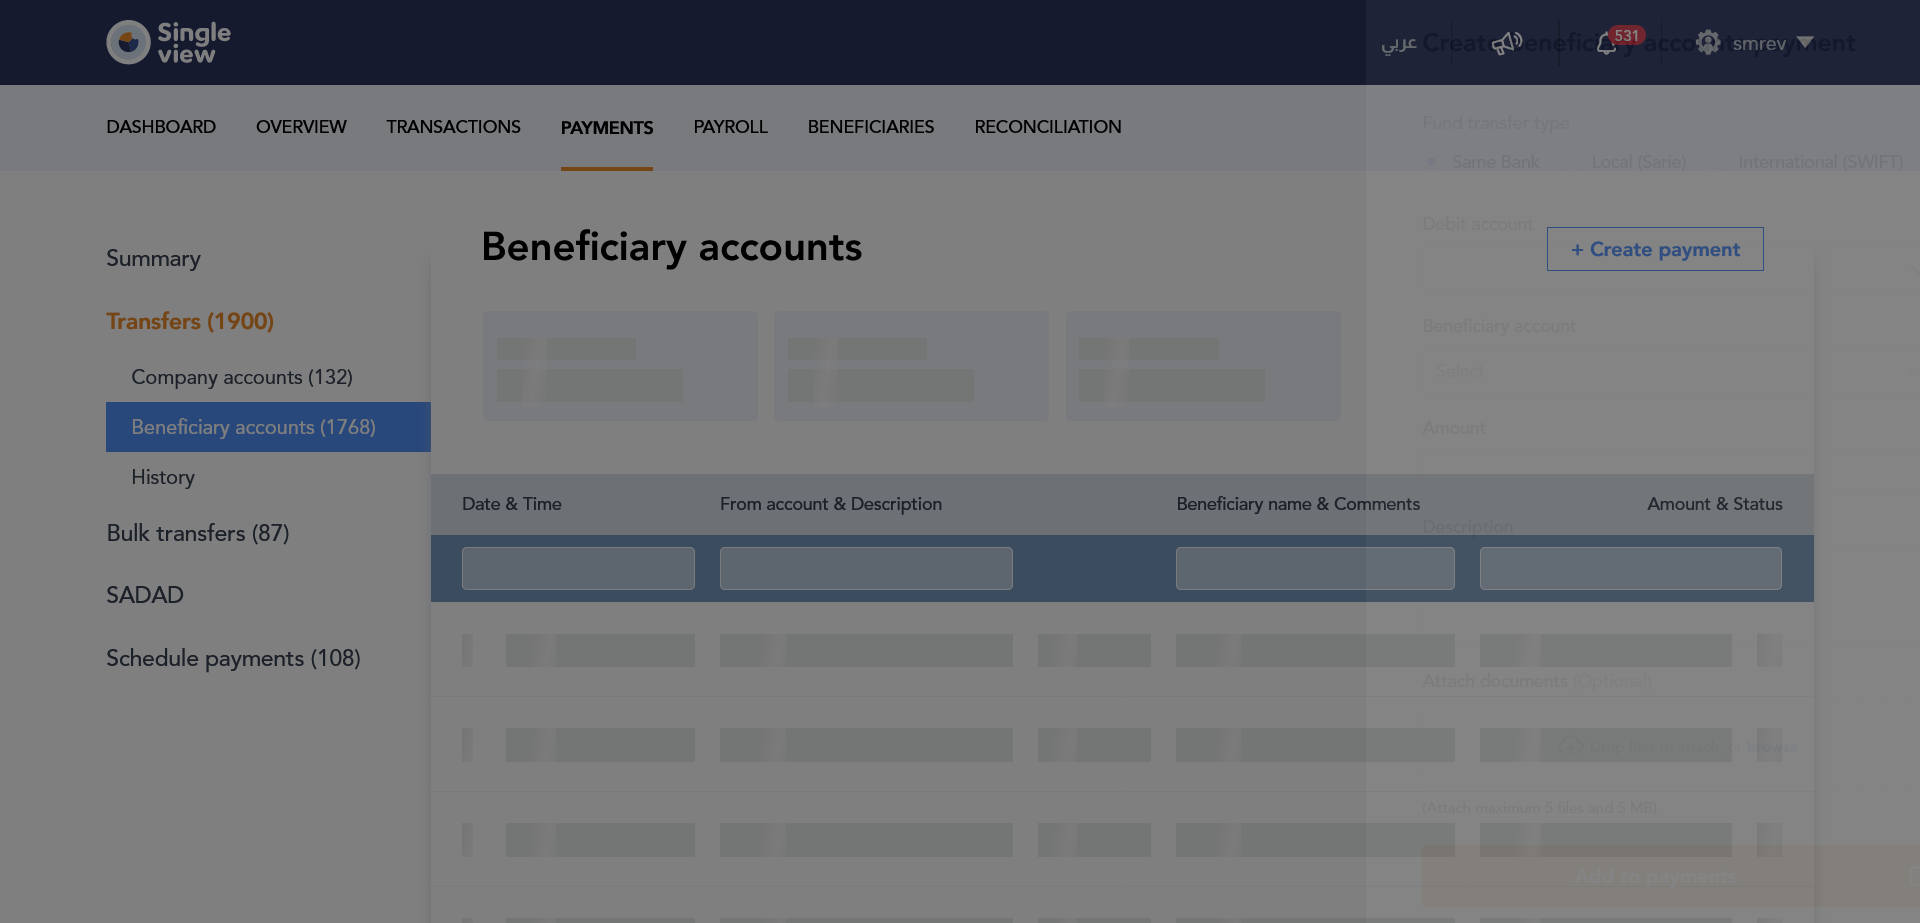 Single
view
عربي
531
smrev
Create beneficiary account payment
DASHBOARD
OVERVIEW
TRANSACTIONS
PAYMENTS
PAYROLL
BENEFICIARIES
RECONCILIATION
Fund transfer type
Same Bank
Local (Sarie)
International (SWIFT)
Summary
Transfers (1900)
Company accounts (132)
Beneficiary accounts (1768)
History
Bulk transfers (87)
SADAD
Schedule payments (108)
Beneficiary accounts
Debit account
+ Create payment
Beneficiary account
Select
Amount
Date & Time
From account & Description
Beneficiary name & Comments
Amount & Status
Description
Attach documents (Optional)
Drop files to attach, or browse
(Attach maximum 5 files and 5 MB)
Add to payments